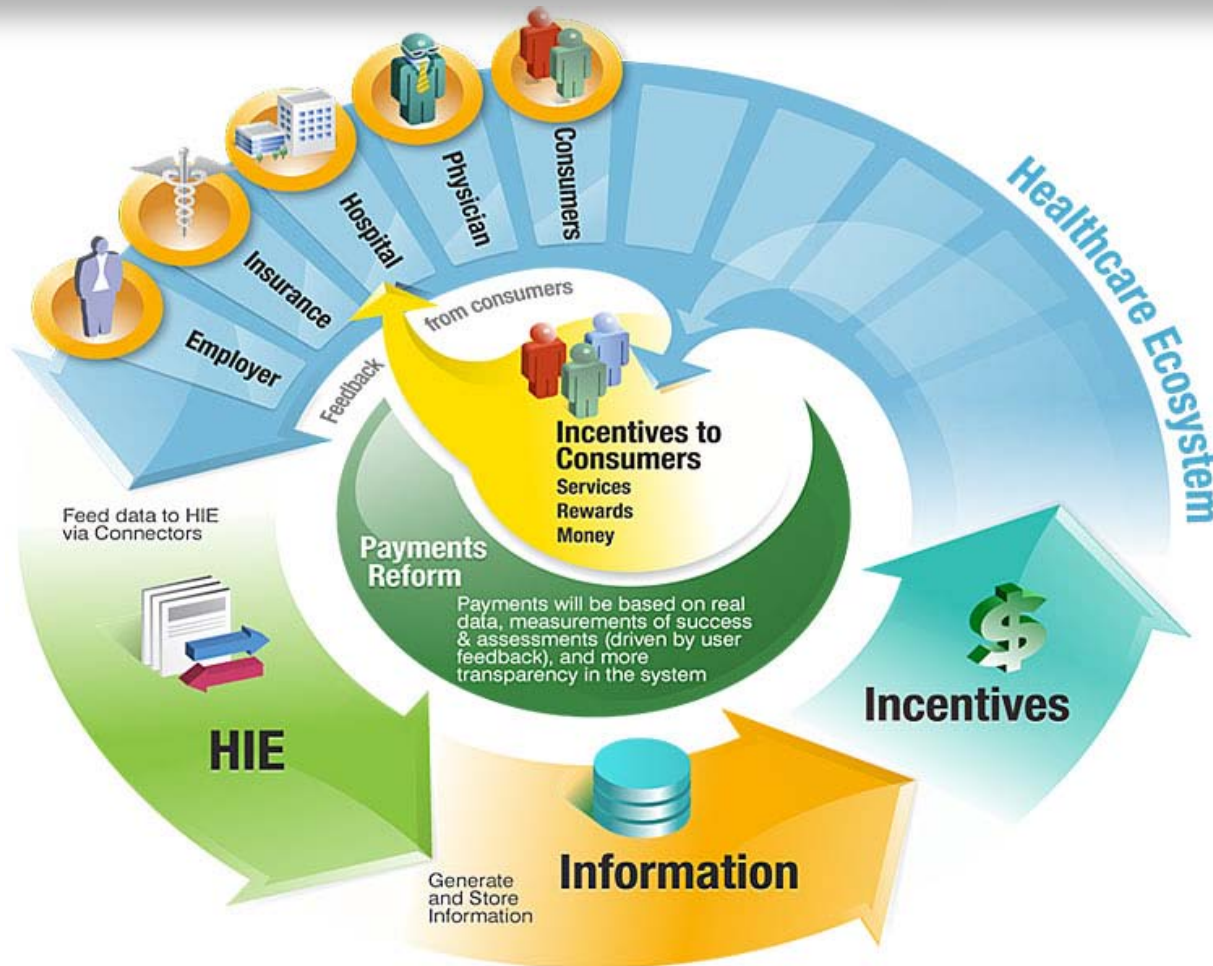 Consumers
Physician
Hospital
Insurance
Employer
Healthcare Ecosystem
Feedback
from consumers
Incentives to
Consumers
Services
Rewards
Money
Payments
Reform
Payments will be based on real
data, measurements of success
& assessments (driven by user
feedback), and more
transparency in the system
Feed data to HIE
via Connectors
HIE
Generate
and Store
Information
Information
Incentives
$